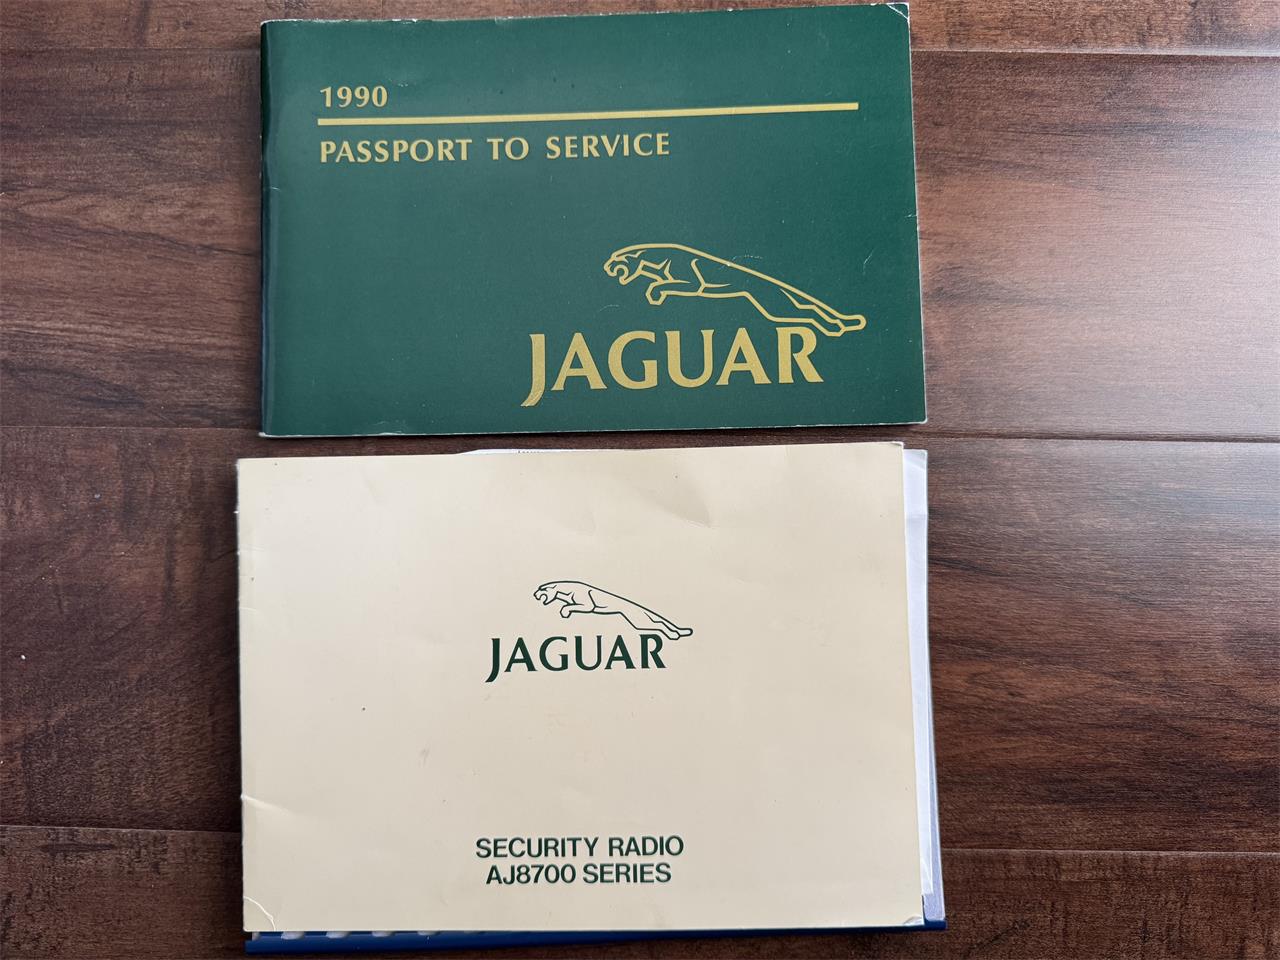 1990
PASSPORT TO SERVICE
JAGUAR
JAGUAR
SECURITY RADIO
AJ8700 SERIES